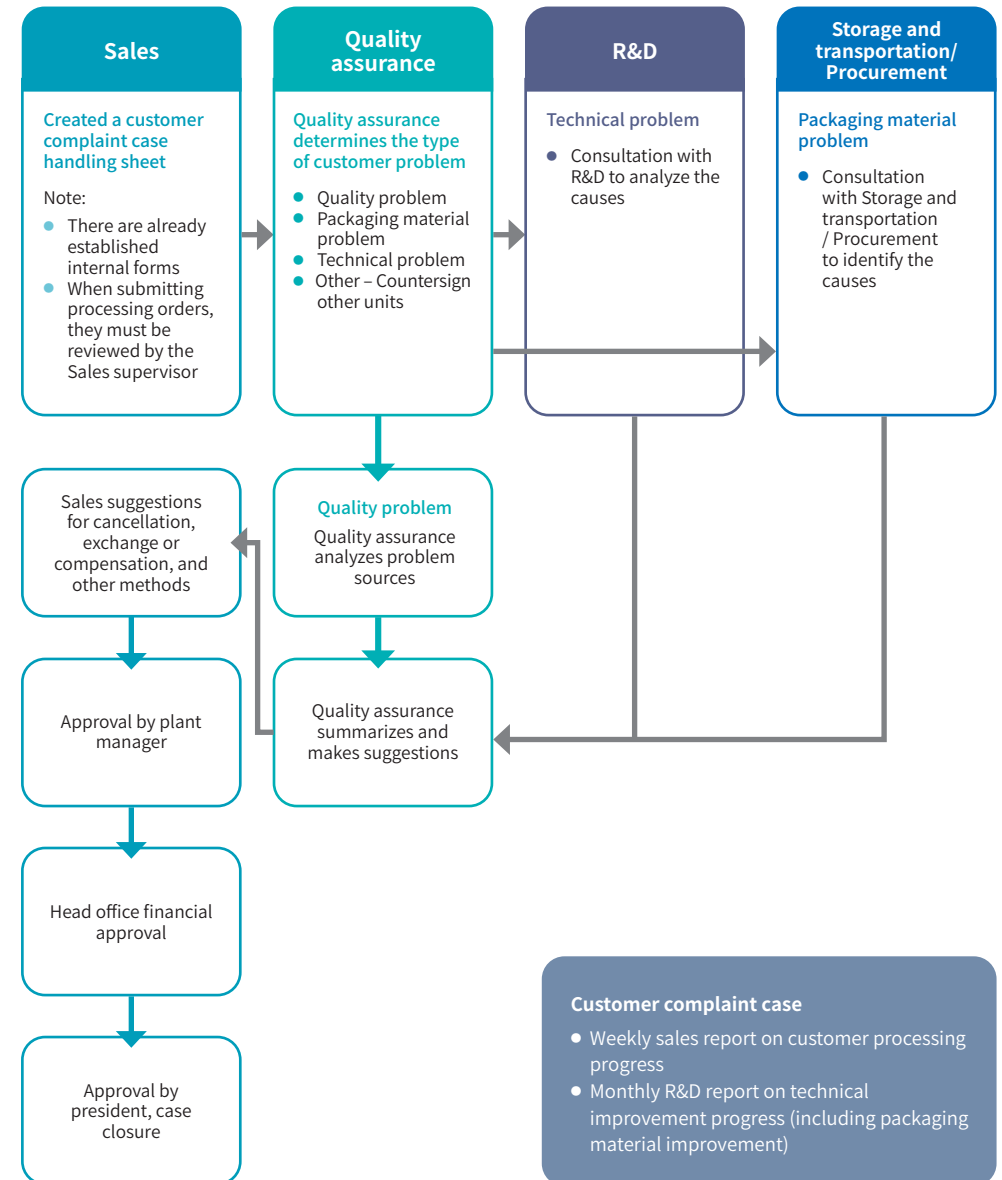 Sales
Created a customer
complaint case
handling sheet
Note:
● There are already
established
internal forms
● When submitting
processing orders,
they must be
reviewed by the
Sales supervisor
Quality
assurance
Quality assurance
determines the type
of customer problem
● Quality problem
● Packaging material
problem
● Technical problem
● Other – Countersign
other units
R&D
Technical problem
● Consultation with
R&D to analyze the
causes
Storage and
transportation/
Procurement
Packaging material
problem
● Consultation
with Storage and
transportation
/ Procurement
to identify the
causes
Sales suggestions
for cancellation,
exchange or
compensation, and
other methods
Quality problem
Quality assurance
analyzes problem
sources
Approval by plant
manager
Quality assurance
summarizes and
makes suggestions
Head office financial
approval
Approval by
president, case
closure
Customer complaint case
● Weekly sales report on customer processing
progress
● Monthly R&D report on technical
improvement progress (including packaging
material improvement)